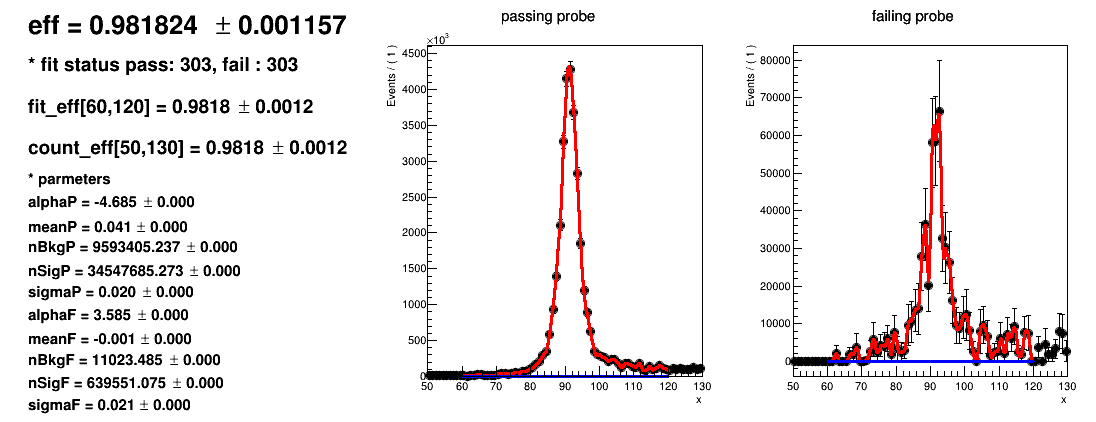 eff = 0.981824 ± 0.001157
* fit status pass: 303, fail : 303
fit_eff[60,120] = 0.9818 ± 0.0012
count_eff[50,130] = 0.9818 ± 0.0012
* parmeters
alphaP = -4.685 ± 0.000
meanP = 0.041 ± 0.000
nBkgP = 9593405.237 ± 0.000
nSigP = 34547685.273 ± 0.000
sigmaP = 0.020 ± 0.000
alphaF = 3.585 ± 0.000
meanF = -0.001 ± 0.000
nBkgF = 11023.485 ± 0.000
nSigF = 639551.075 ± 0.000
sigmaF = 0.021 ± 0.000
passing probe
×10³
Events / ( 1 )
4500
4000
3500
3000
2500
2000
1500
1000
500
0
50 60 70 80 90 100 110 120 130
x
failing probe
Events / ( 1 )
80000
70000
60000
50000
40000
30000
20000
10000
0
50 60 70 80 90 100 110 120 130
x